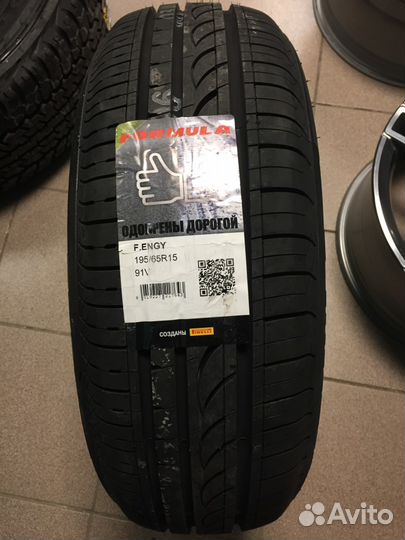 FORMULA
ОДОБРЕНЫ ДОРОГОЙ
F.ENGY
195/65R15
91V
СОЗДАНЫ PIRELLI
Avito